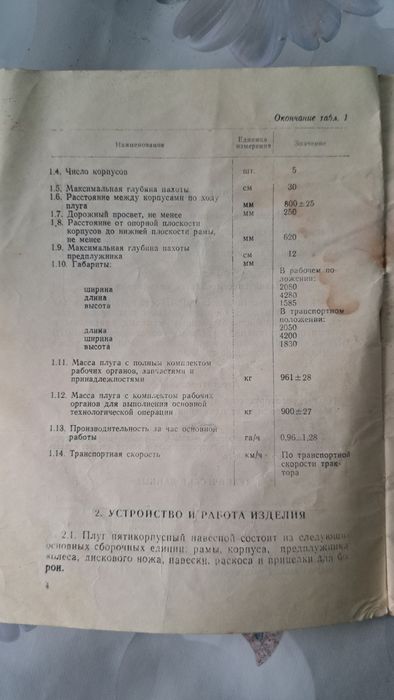 Окончание табл. 1
Наименование Единица измерения Значение
1.4. Число корпусов шт. 5
1.5. Максимальная глубина пахоты см 30
1.6. Расстояние между корпусами по ходу
плуга мм 800±25
1.7. Дорожный просвет, не менее мм 250
1.8. Расстояние от опорной плоскости
корпусов до нижней плоскости рамы,
не менее мм 620
1.9. Максимальная глубина пахоты
предплужника см 12
1.10. Габариты: мм
В рабочем по-
ложении:
ширина 2080
длина 4280
высота 1585
В транспортном
положении:
длина 2050
ширина 4200
высота 1830
1.11. Масса плуга с полным комплектом
рабочих органов, запчастями и
принадлежностями кг 961±28
1.12. Масса плуга с комплектом рабочих
органов для выполнения основной
технологической операции кг 900±27
1.13. Производительность за час основной
работы га/ч 0,96–1,28
1.14. Транспортная скорость км/ч По транспортной
скорости трак-
тора
2. УСТРОЙСТВО И РАБОТА ИЗДЕЛИЯ
2.1. Плуг пятикорпусный навесной состоит из следующих
основных сборочных единиц: рамы, корпуса, предплужника
колеса, дискового ножа, навески, раскоса и прицепки для бо
рон.
4